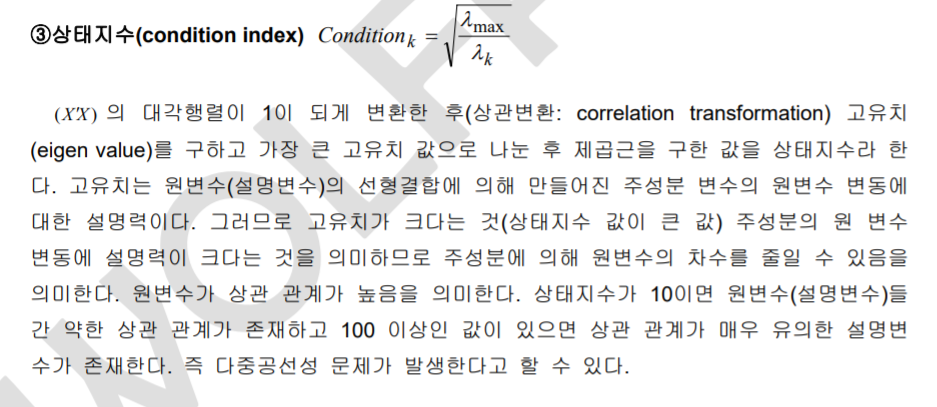 ③상태지수(condition index) Condition_k = √(λ_max / λ_k)
(X'X) 의 대각행렬이 1이 되게 변환한 후(상관변환: correlation transformation) 고유치
(eigen value)를 구하고 가장 큰 고유치 값으로 나눈 후 제곱근을 구한 값을 상태지수라 한
다. 고유치는 원변수(설명변수)의 선형결합에 의해 만들어진 주성분 변수의 원변수 변동에
대한 설명력이다. 그러므로 고유치가 크다는 것(상태지수 값이 큰 값) 주성분의 원 변수
변동에 설명력이 크다는 것을 의미하므로 주성분에 의해 원변수의 차수를 줄일 수 있음을
의미한다. 원변수가 상관 관계가 높음을 의미한다. 상태지수가 10이면 원변수(설명변수)들
간 약한 상관 관계가 존재하고 100 이상인 값이 있으면 상관 관계가 매우 유의한 설명변
수가 존재한다. 즉 다중공선성 문제가 발생한다고 할 수 있다.